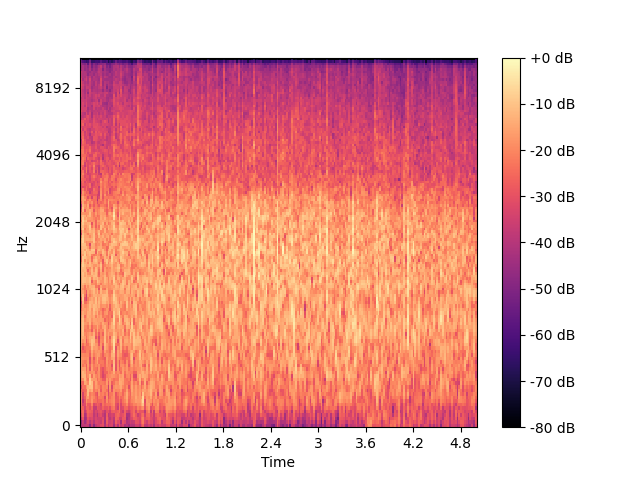 8192
4096
2048
1024
512
0
Hz
0 0.6 1.2 1.8 2.4 3 3.6 4.2 4.8
Time
+0 dB
-10 dB
-20 dB
-30 dB
-40 dB
-50 dB
-60 dB
-70 dB
-80 dB